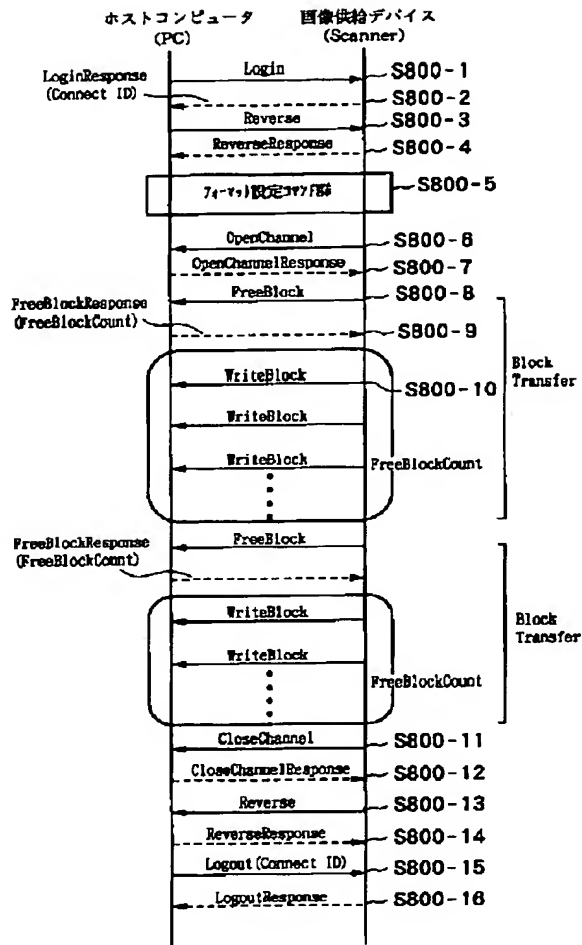 ホストコンピュータ 画像供給デバイス
(PC) (Scanner)
Login S800-1
LoginResponse
(Connect ID) S800-2
Reverse S800-3
ReverseResponse S800-4
フォーマット設定コマンド群 S800-5
OpenChannel S800-6
OpenChannelResponse S800-7
FreeBlock S800-8
FreeBlockResponse
(FreeBlockCount) S800-9
Block
Transfer
WriteBlock S800-10
WriteBlock
WriteBlock FreeBlockCount
FreeBlock
FreeBlockResponse
(FreeBlockCount)
WriteBlock Block
Transfer
WriteBlock
FreeBlockCount
CloseChannel S800-11
CloseChannelResponse S800-12
Reverse S800-13
ReverseResponse S800-14
Logout(Connect ID) S800-15
LogoutResponse S800-16